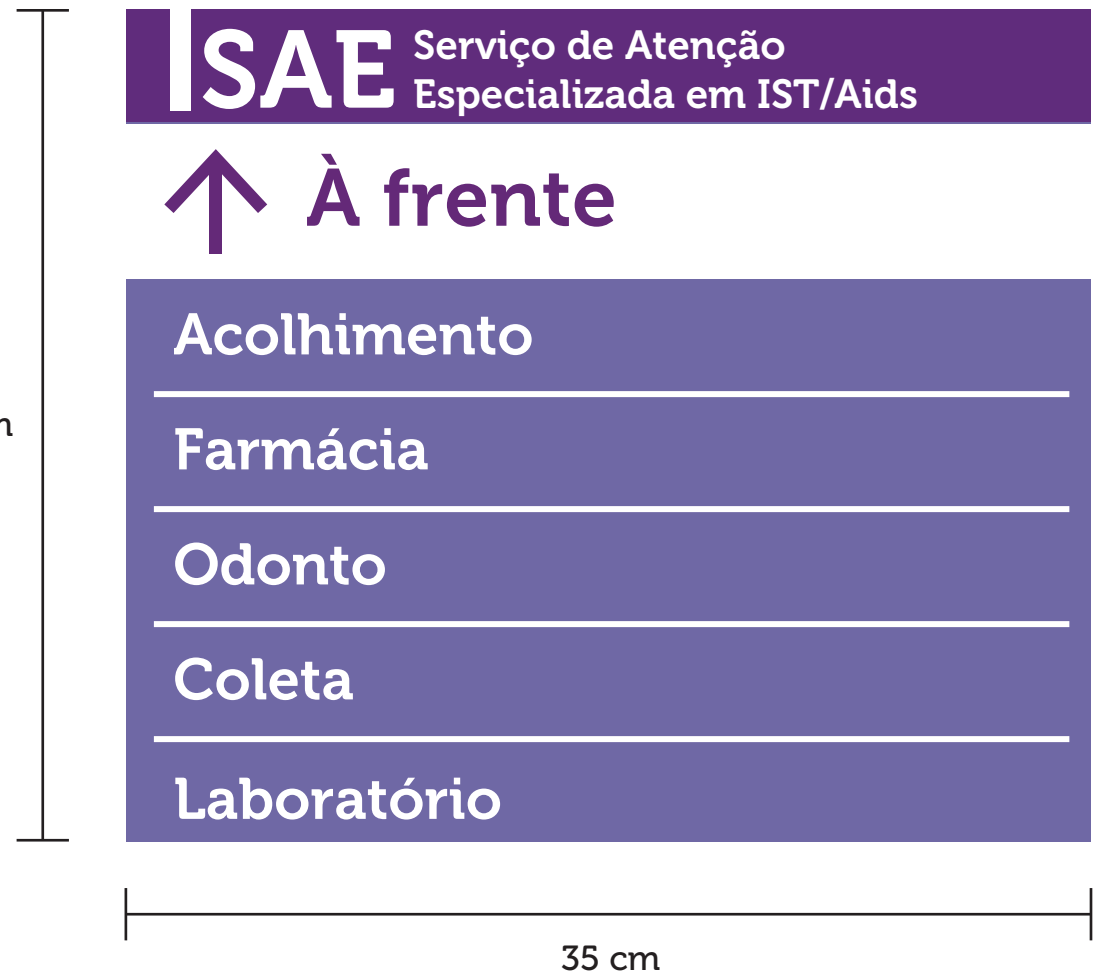 SAE Serviço de Atenção
Especializada em IST/Aids
À frente
Acolhimento
Farmácia
Odonto
Coleta
Laboratório
35 cm